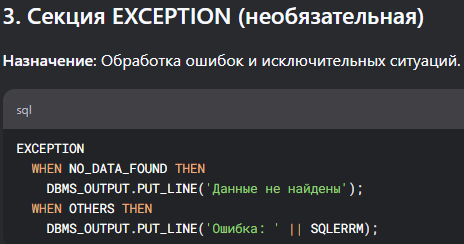 3. Секция EXCEPTION (необязательная)
Назначение: Обработка ошибок и исключительных ситуаций.
sql
EXCEPTION
  WHEN NO_DATA_FOUND THEN
    DBMS_OUTPUT.PUT_LINE('Данные не найдены');
  WHEN OTHERS THEN
    DBMS_OUTPUT.PUT_LINE('Ошибка: ' || SQLERRM);